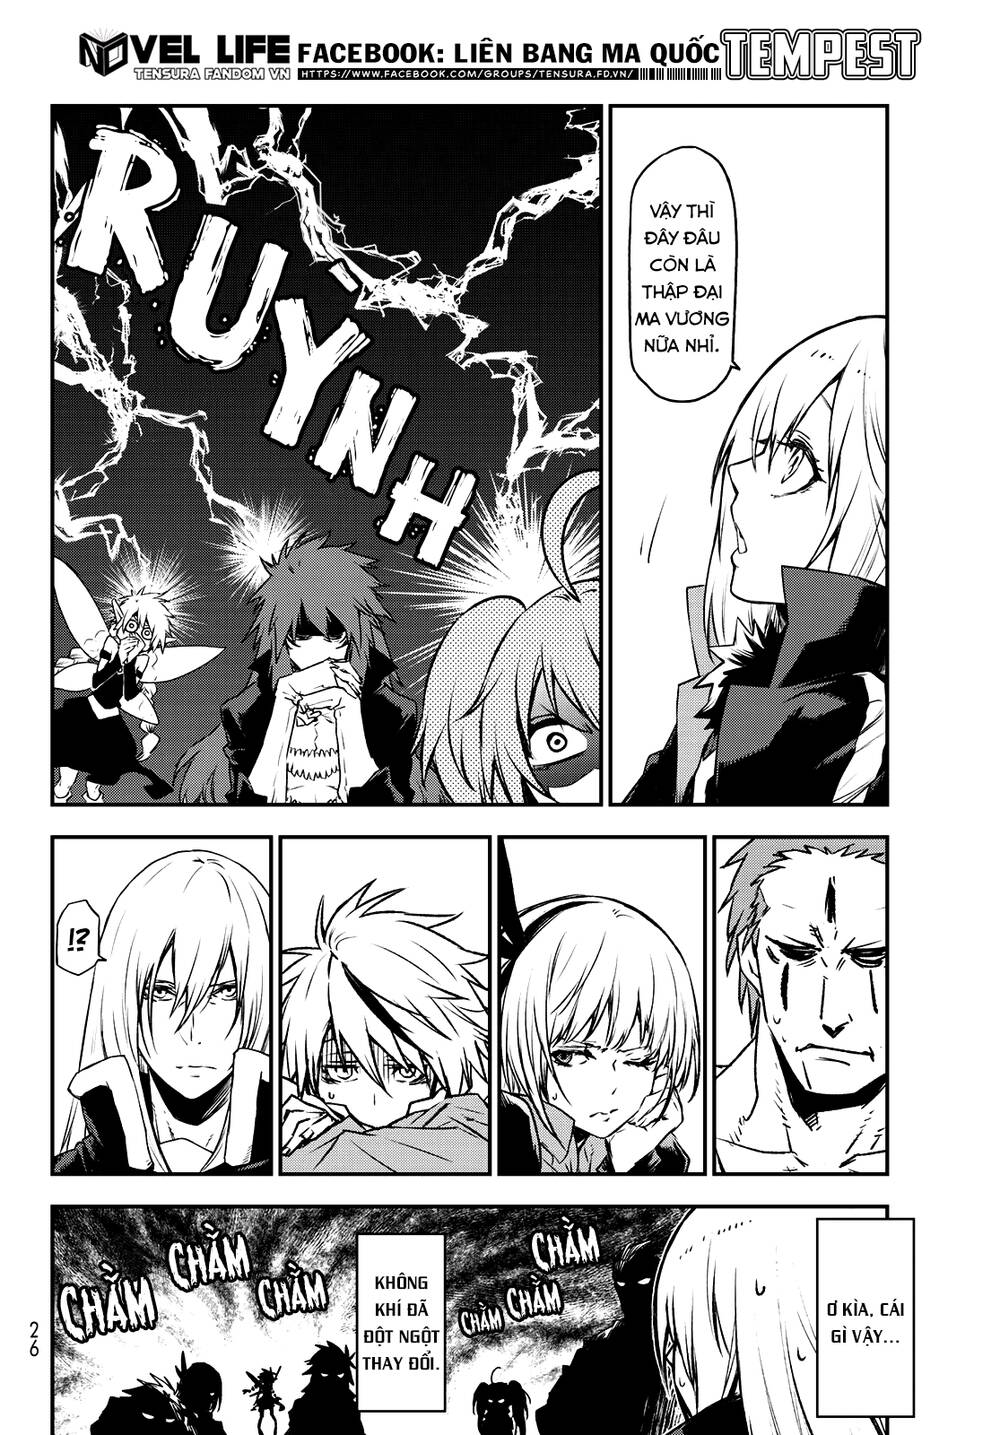 NOVEL LIFE
TENSURA FANDOM VN
FACEBOOK: LIÊN BANG MA QUỐC
HTTPS://WWW.FACEBOOK.COM/GROUPS/TENSURA.FD.VN/
TEMPEST
VẬY THÌ
ĐÂY ĐÂU
CÒN LÀ
THẬP ĐẠI
MA VƯƠNG
NỮA NHỈ.
RUỲNH
!?
Ơ KÌA, CÁI
GÌ VẬY...
CHẰM
CHẰM
CHẰM
KHÔNG
KHÍ ĐÃ
ĐỘT NGỘT
THAY ĐỔI.
CHẰM
CHẰM
CHẰM
26